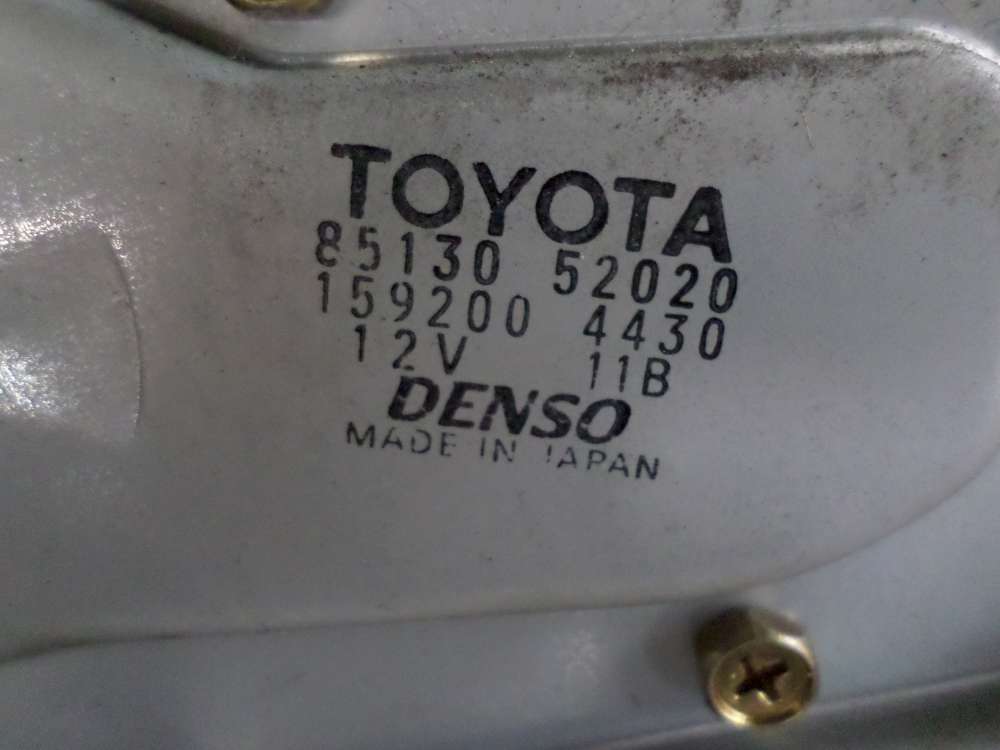 TOYOTA
85130 52020
159200 4430
12V 11B
DENSO
MADE IN JAPAN